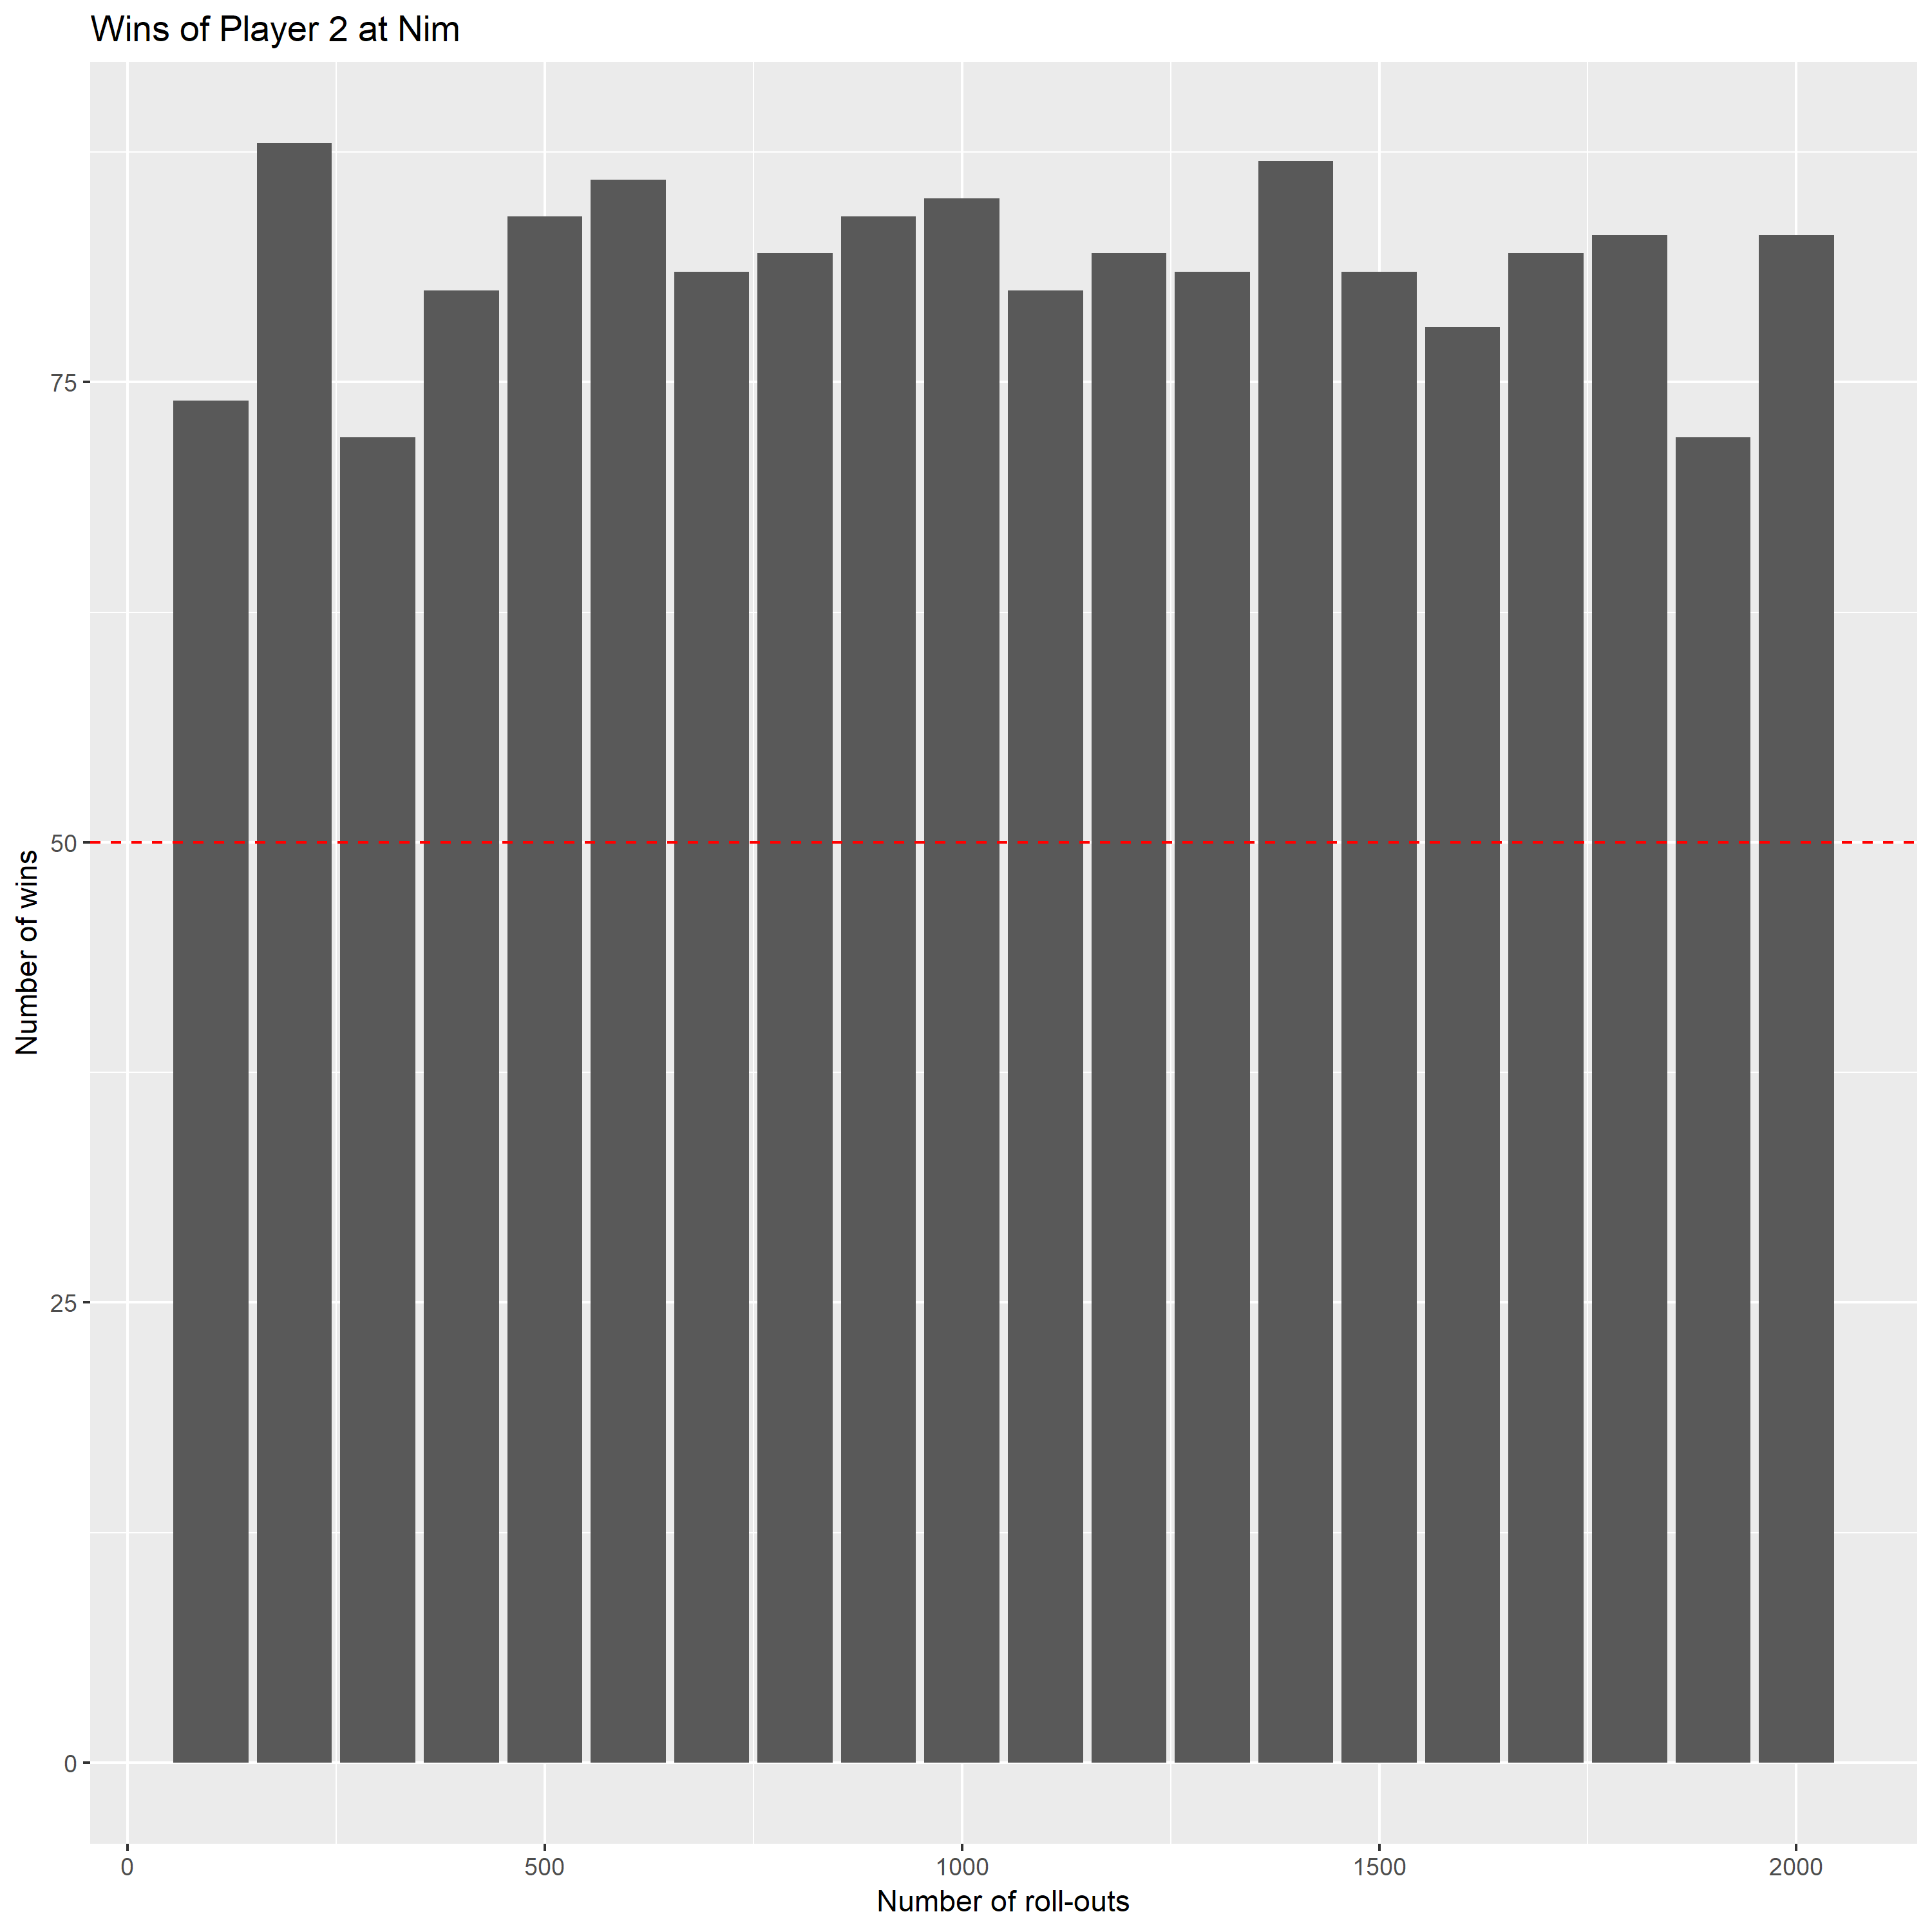 Wins of Player 2 at Nim
Number of wins
75
50
25
0
0 500 1000 1500 2000
Number of roll-outs